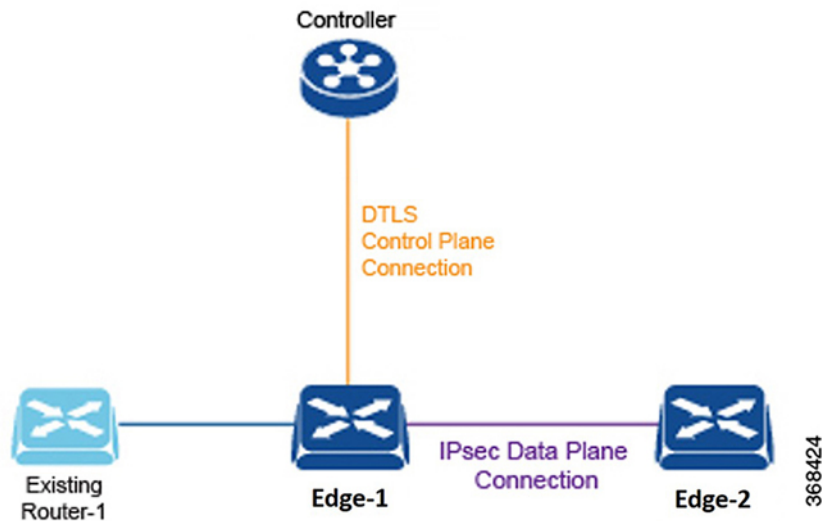 Controller
DTLS
Control Plane
Connection
IPsec Data Plane
Connection
Existing
Router-1
Edge-1
Edge-2
368424